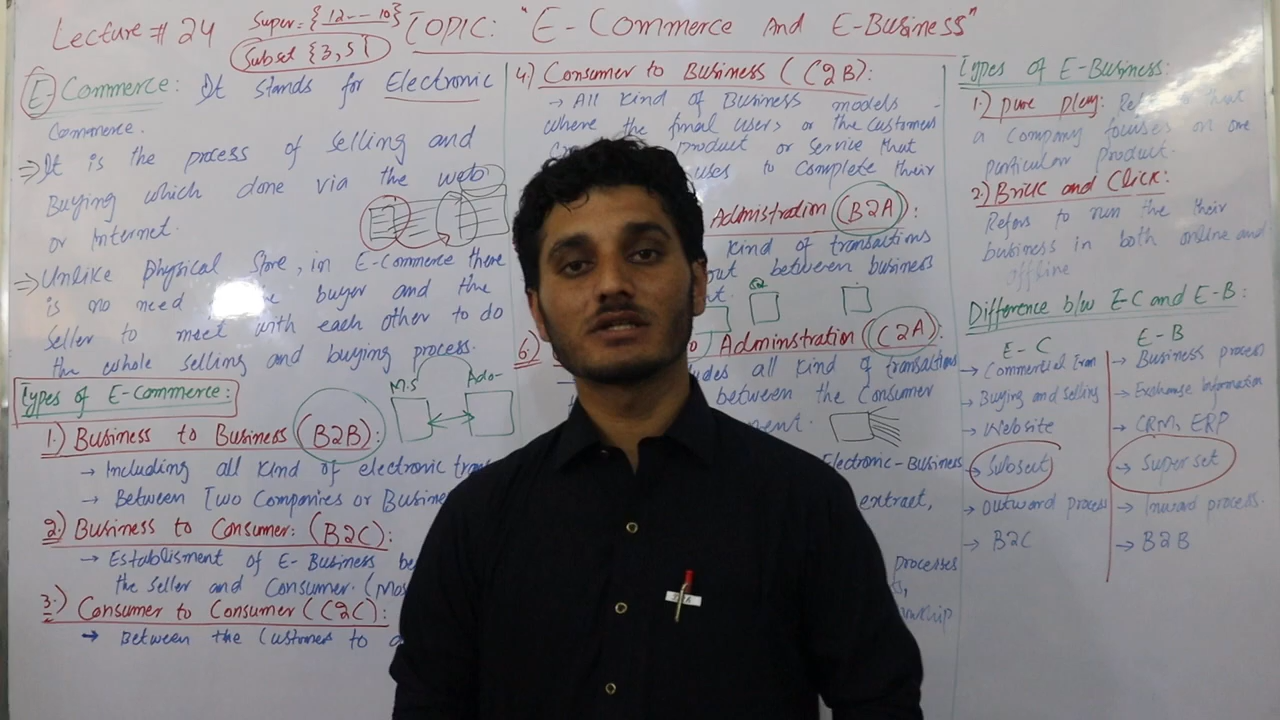 Lecture # 24
Super = {12---10}
Subset {3,5}
TOPIC: "E-Commerce And E-Business"
E-Commerce: It stands for Electronic
Commerce.
⇒ It is the process of selling and
Buying which done via the web
or Internet.
⇒ Unlike Physical Store, in E-Commerce there
is no need buyer and the
seller to meet with each other to do
the whole selling and buying process.
Types of E-Commerce:
M.S Ado-
1.) Business to Business (B2B):
→ Including all kind of electronic
→ Between Two Companies or
2.) Business to Consumer: (B2C):
→ Establisment of E-Business
the seller and Consumer.
3.) Consumer to Consumer (C2C):
→ Between the Customer to
4.) Consumer to Business (C2B):
→ All kind of Business models
where the final users or the customers
product or service that
uses to complete their
Admistration (B2A):
kind of transactions
between business
6.) Adminstration (C2A):
all kind of transactions
between the Consumer
Electronic-Business
extract,
processes
Types of E-Business:
1.) pure play: that
a company focuses on one
particular product.
2.) Brick and Click:
Refers to run the their
business in both online and
offline
Difference b/w E-C and E-B:
E-C
→ Commercial
→ Buying and selling
→ Website
→ Subset
→ Outward process
→ B2C
E-B
→ Business process
→ Exchange Information
→ CRM, ERP
→ Super set
→ Inward process.
→ B2B